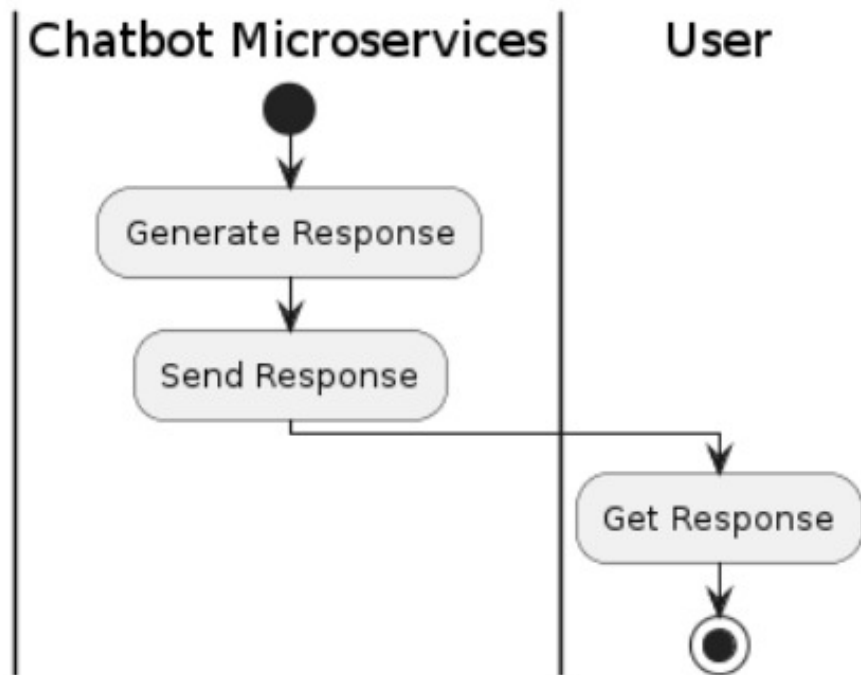 Chatbot Microservices
User
Generate Response
Send Response
Get Response